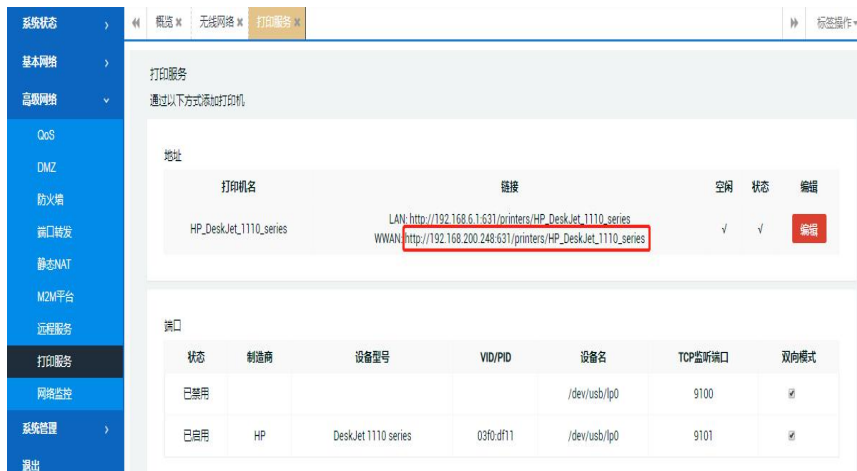 系统状态
概览 无线网络 打印服务 标签操作
基本网络
打印服务
高级网络
通过以下方式添加打印机
QoS
地址
DMZ
打印机名 链接 空闲 状态 编辑
防火墙
端口转发
HP_DeskJet_1110_series
LAN: http://192.168.6.1:631/printers/HP_DeskJet_1110_series
WWAN: http://192.168.200.248:631/printers/HP_DeskJet_1110_series
√ √ 编辑
静态NAT
M2M平台
远程服务
端口
打印服务
状态 制造商 设备型号 VID/PID 设备名 TCP监听端口 双向模式
网络监控
已禁用 /dev/usb/lp0 9100
系统管理
已启用 HP DeskJet 1110 series 03f0:df11 /dev/usb/lp0 9101
退出